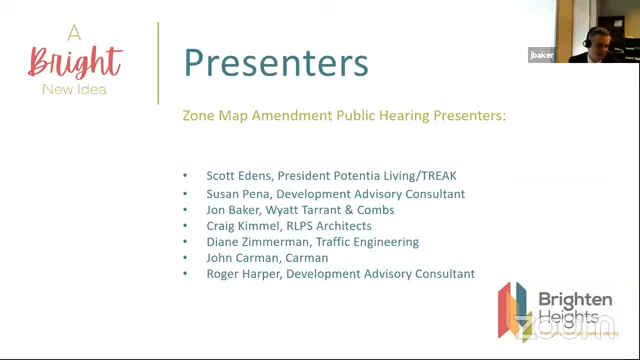 A
Bright
New Idea
Presenters
jbaker
Zone Map Amendment Public Hearing Presenters:
• Scott Edens, President Potentia Living/TREAK
• Susan Pena, Development Advisory Consultant
• Jon Baker, Wyatt Tarrant & Combs
• Craig Kimmel, RLPS Architects
• Diane Zimmerman, Traffic Engineering
• John Carman, Carman
• Roger Harper, Development Advisory Consultant
Brighten
Heights
zoom